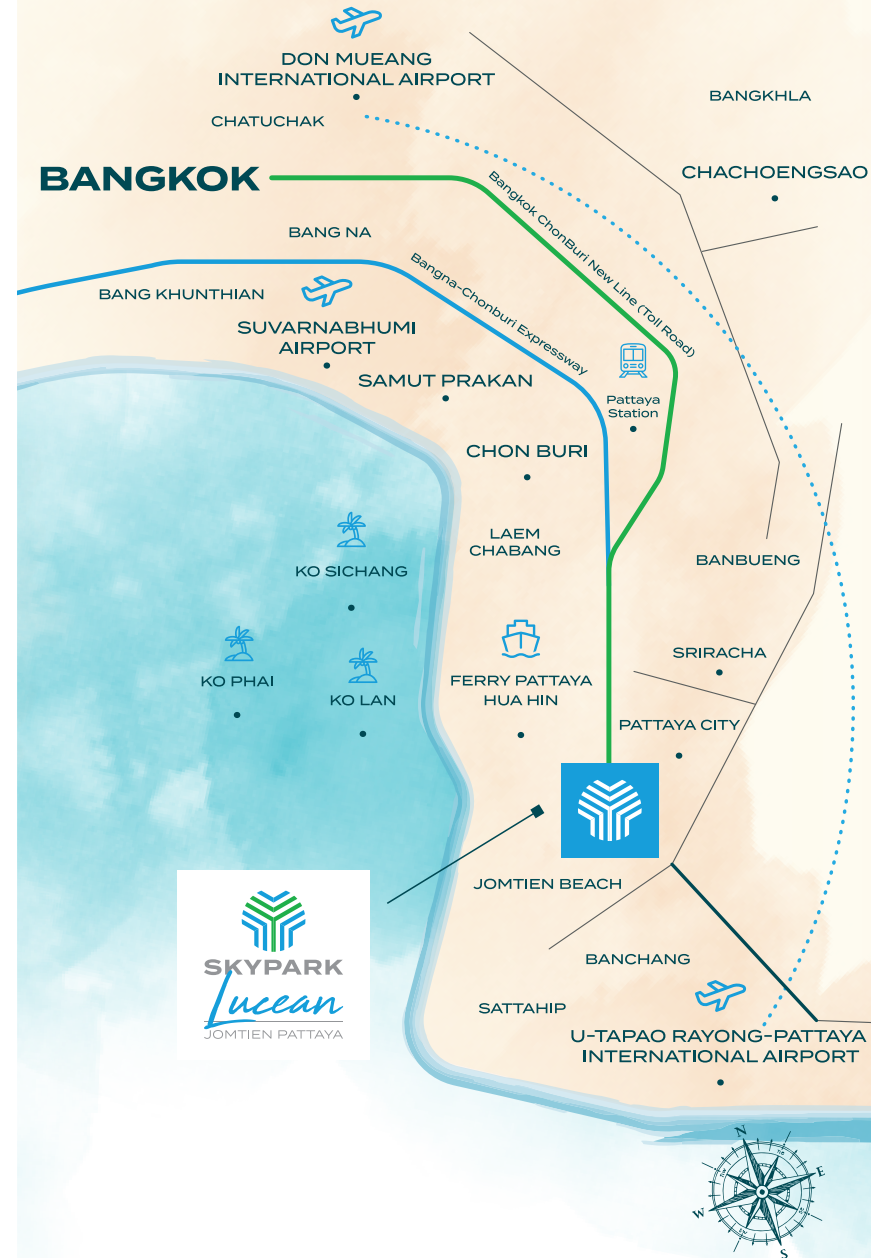 DON MUEANG
INTERNATIONAL AIRPORT
BANGKHLA
CHATUCHAK
CHACHOENGSAO
BANGKOK
Bangkok ChonBuri New Line (Toll Road)
BANG NA
Bangna-Chonburi Expressway
BANG KHUNTHIAN
SUVARNABHUMI
AIRPORT
SAMUT PRAKAN
Pattaya
Station
CHON BURI
LAEM
CHABANG
BANBUENG
KO SICHANG
SRIRACHA
KO PHAI
KO LAN
FERRY PATTAYA
HUA HIN
PATTAYA CITY
JOMTIEN BEACH
SKYPARK
Lucean
JOMTIEN PATTAYA
BANCHANG
SATTAHIP
U-TAPAO RAYONG-PATTAYA
INTERNATIONAL AIRPORT
N
E
W
S